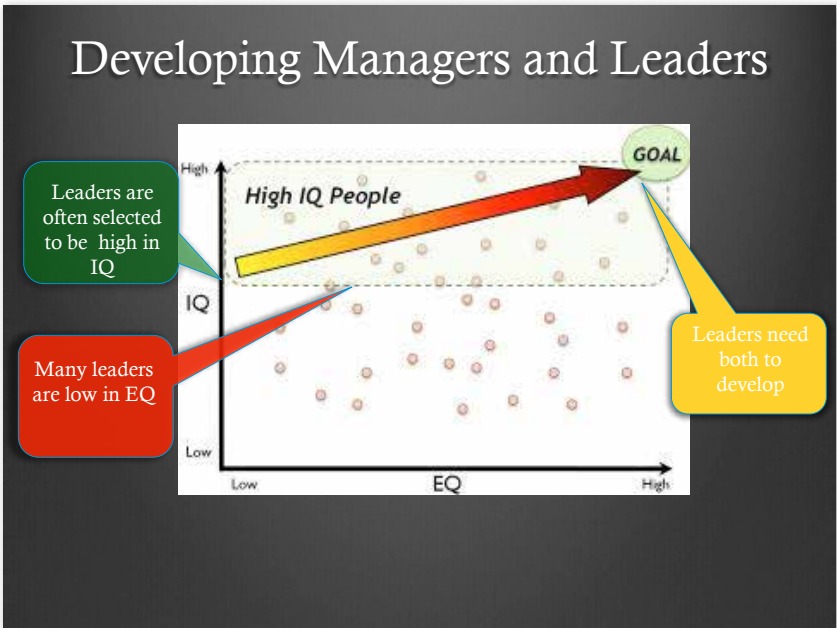 Developing Managers and Leaders
Leaders are
often selected
to be high in
IQ
Many leaders
are low in EQ
High
High IQ People
GOAL
IQ
Low
Low
EQ
High
Leaders need
both to
develop